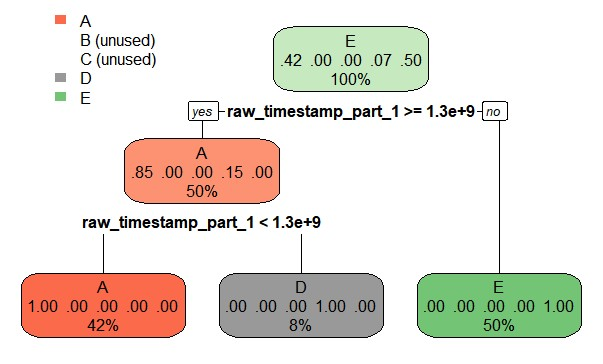 A
B (unused)
C (unused)
D
E
E
.42 .00 .00 .07 .50
100%
yes
raw_timestamp_part_1 >= 1.3e+9
no
A
.85 .00 .00 .15 .00
50%
raw_timestamp_part_1 < 1.3e+9
A
1.00 .00 .00 .00 .00
42%
D
.00 .00 .00 1.00 .00
8%
E
.00 .00 .00 .00 1.00
50%